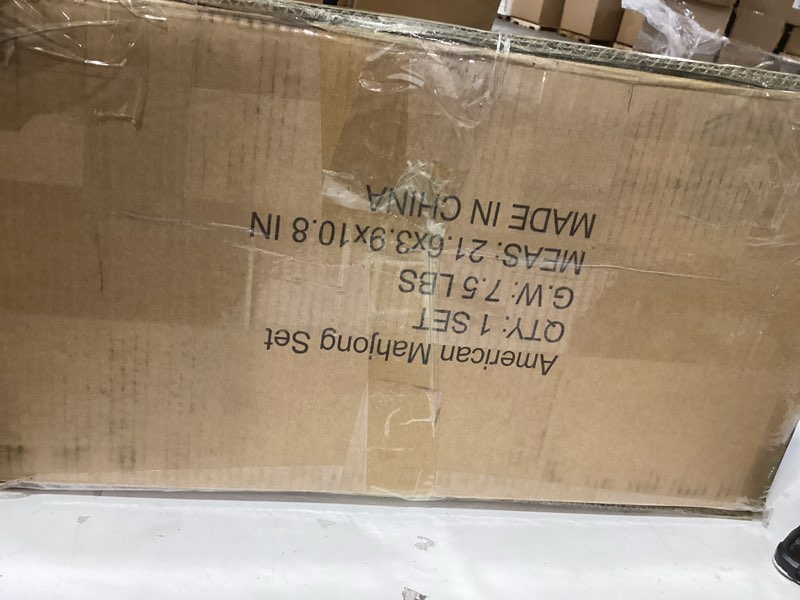 American Mahjong Set
QTY: 1 SET
G.W: 7.5 LBS
MEAS: 21.6x3.9x10.8 IN
MADE IN CHINA